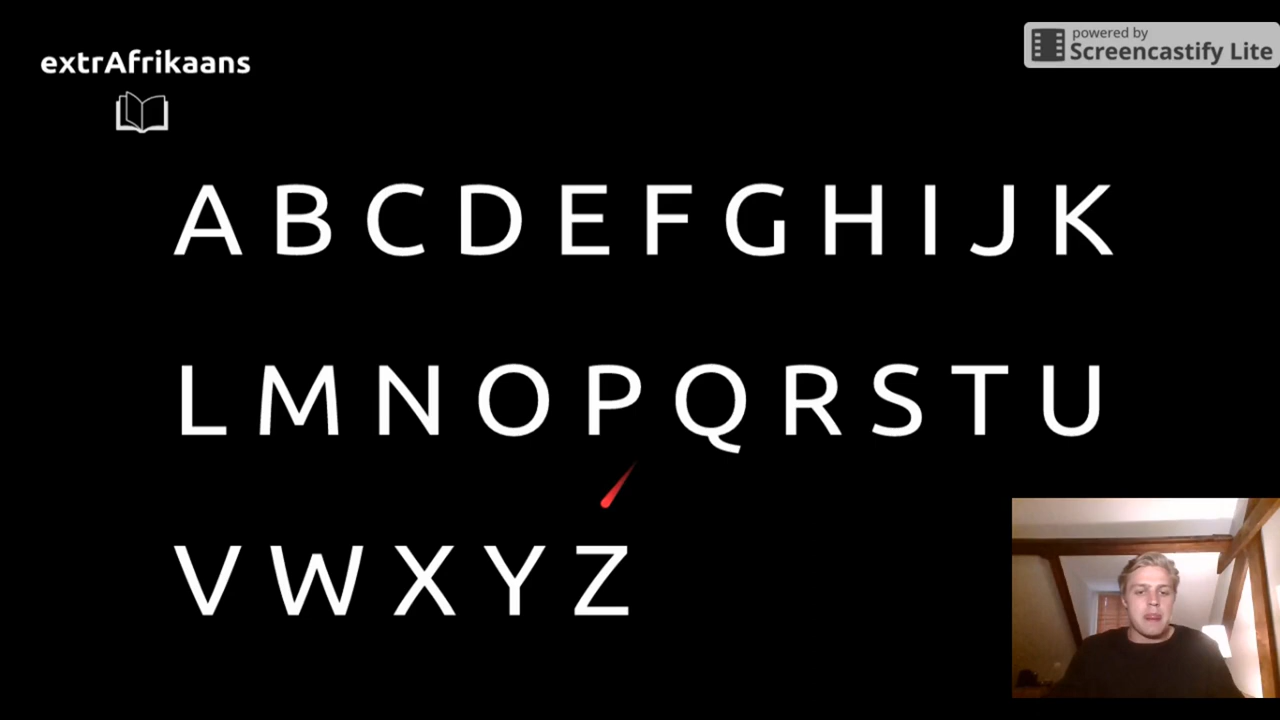 extrAfrikaans
powered by
Screencastify Lite
A B C D E F G H I J K
L M N O P Q R S T U
V W X Y Z